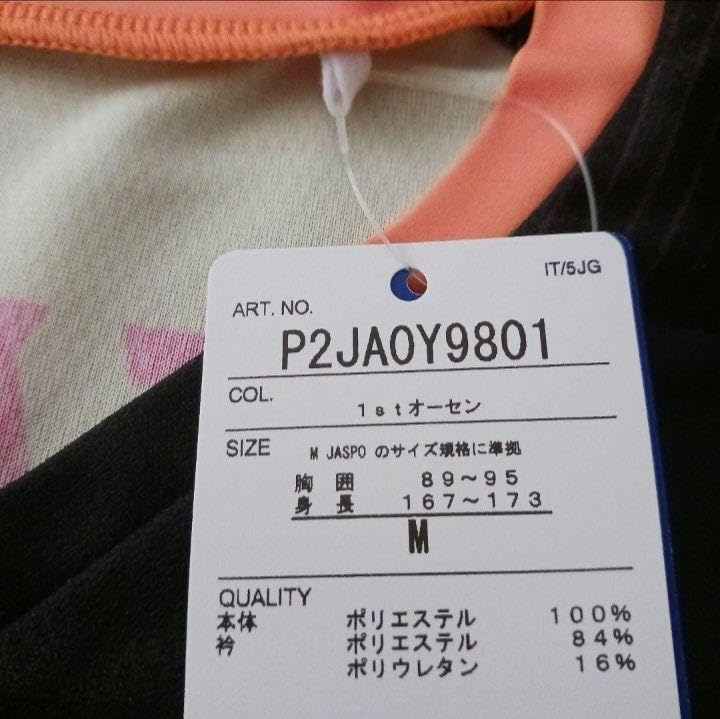 IT/5JG
ART. NO.
P2JA0Y9801
COL.
1stオーセン
SIZE M JASPO のサイズ規格に準拠
胸 囲 89～95
身 長 167～173
M
QUALITY
本体 ポリエステル 100%
衿 ポリエステル 84%
ポリウレタン 16%